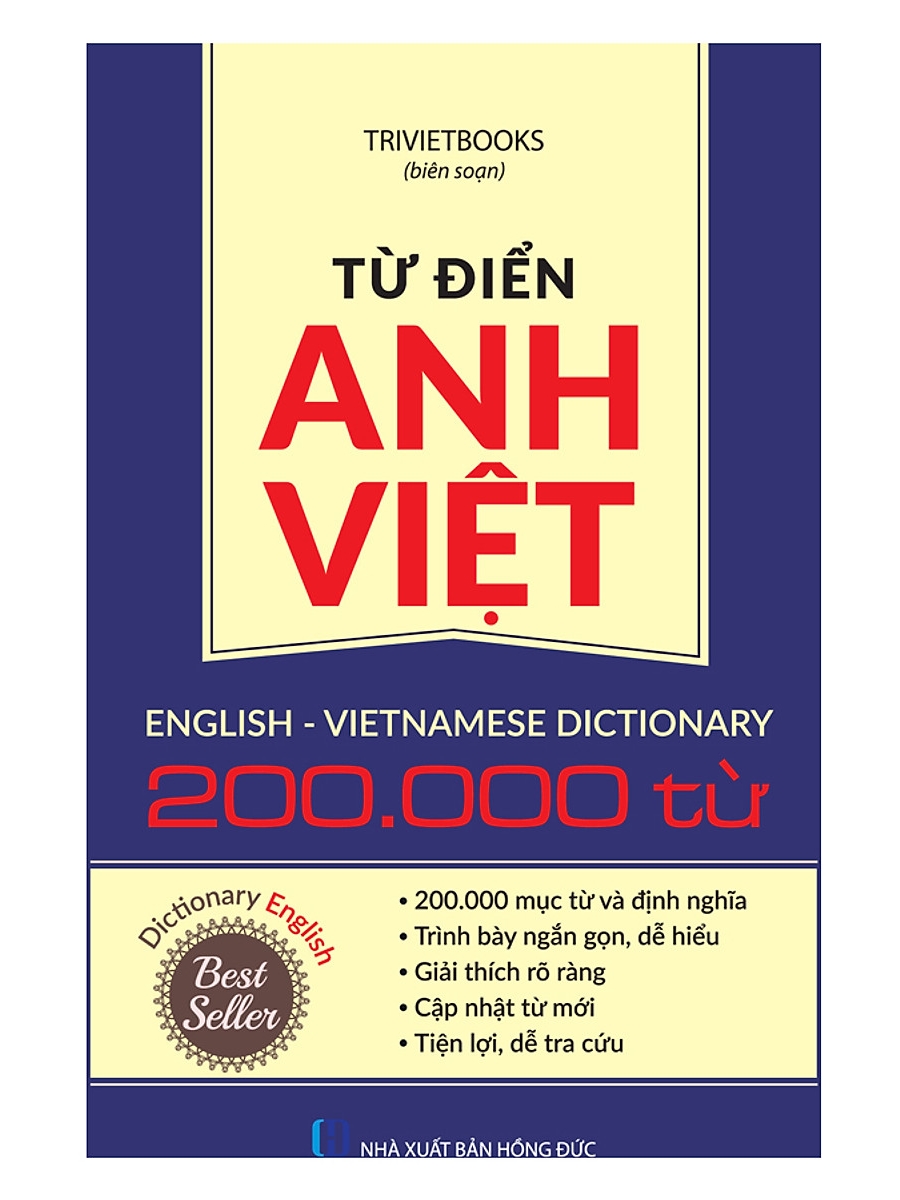 TRIVIETBOOKS
(biên soạn)
TỪ ĐIỂN
ANH
VIỆT
ENGLISH - VIETNAMESE DICTIONARY
200.000 từ
Dictionary English
Best
Seller
• 200.000 mục từ và định nghĩa
• Trình bày ngắn gọn, dễ hiểu
• Giải thích rõ ràng
• Cập nhật từ mới
• Tiện lợi, dễ tra cứu
NHÀ XUẤT BẢN HỒNG ĐỨC